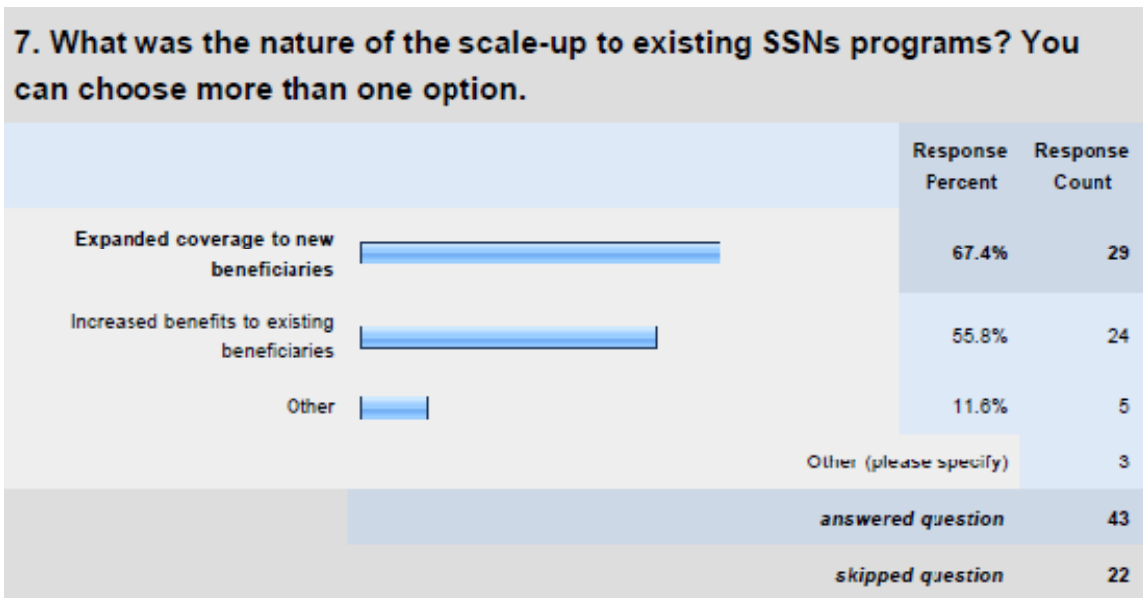 7. What was the nature of the scale-up to existing SSNs programs? You
can choose more than one option.
Response Percent
Response Count
Expanded coverage to new
beneficiaries
67.4%
29
Increased benefits to existing
beneficiaries
55.8%
24
Other
11.6%
5
Other (please specify)
3
answered question
43
skipped question
22